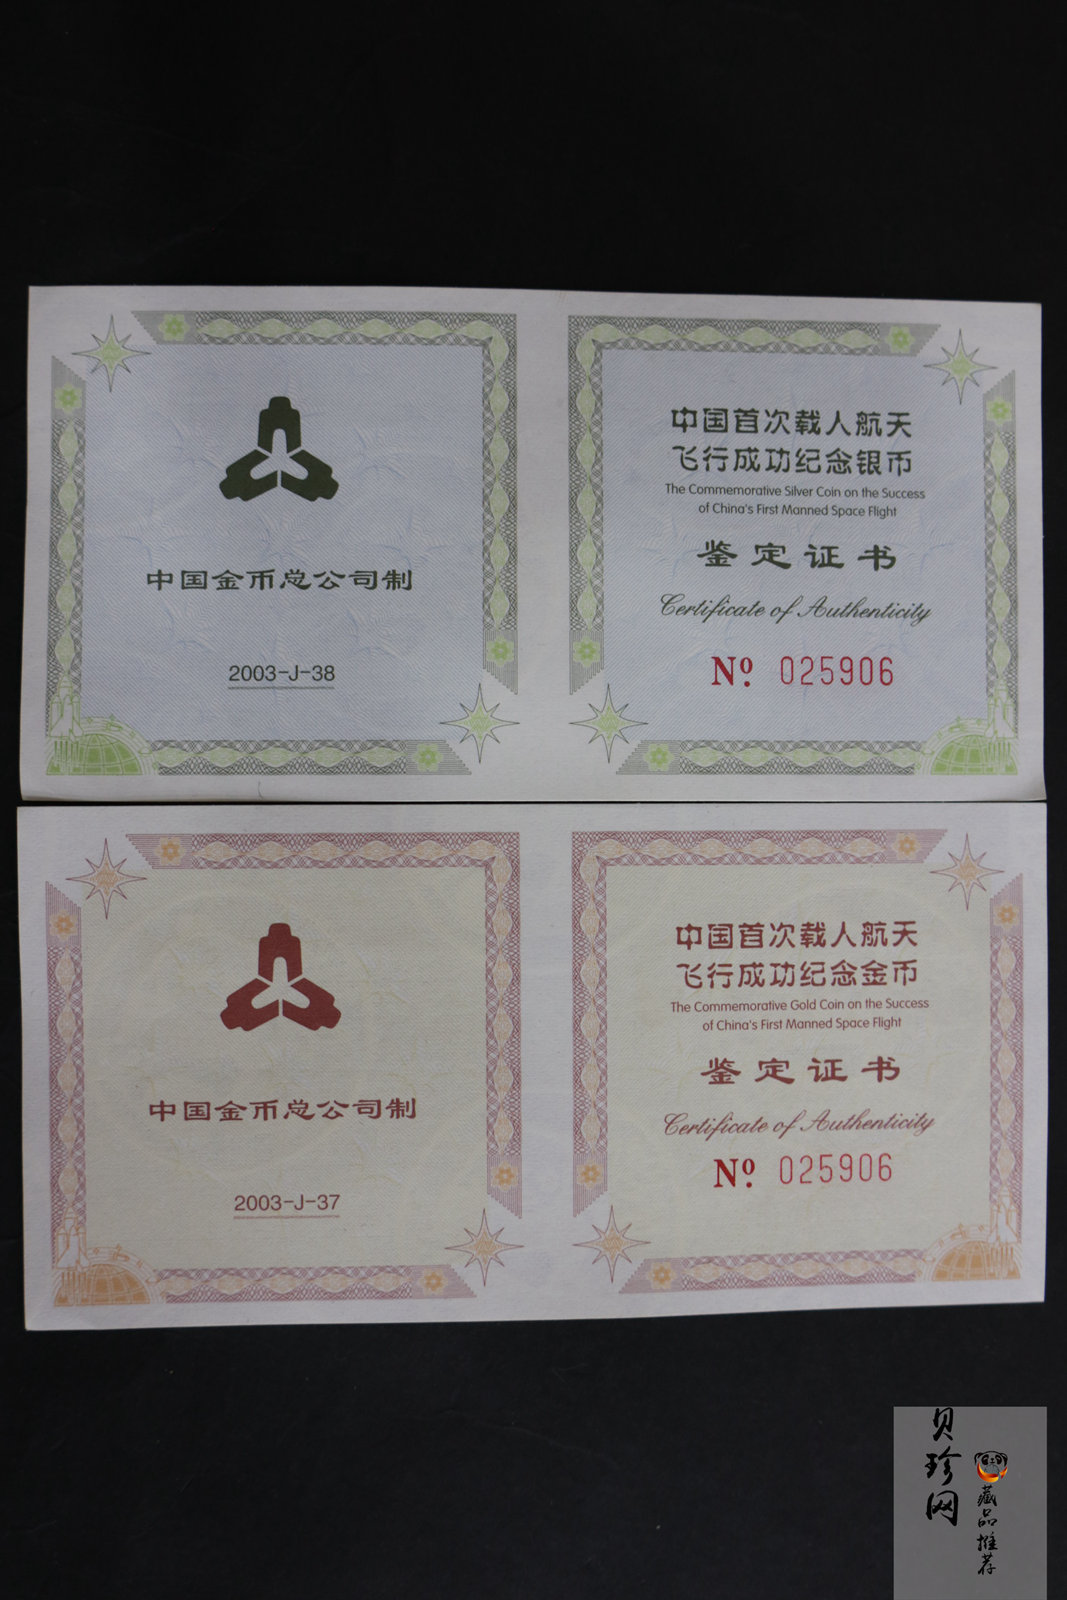 中国金币总公司制
2003-J-38
中国首次载人航天
飞行成功纪念银币
The Commemorative Silver Coin on the Success
of China's First Manned Space Flight
鉴定证书
Certificate of Authenticity
Nº 025906
中国金币总公司制
2003-J-37
中国首次载人航天
飞行成功纪念金币
The Commemorative Gold Coin on the Success
of China's First Manned Space Flight
鉴定证书
Certificate of Authenticity
Nº 025906
贝珍网
藏品推荐